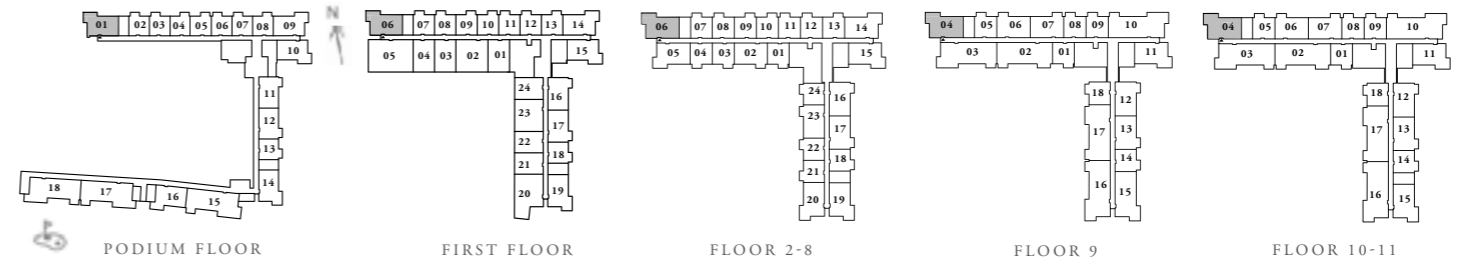 01 02 03 04 05 06 07 08 09
10
11
12
13
14
18 17 16 15
PODIUM FLOOR
N
06 07 08 09 10 11 12 13 14
05 04 03 02 01 15
24 16
23 17
22 18
21
20 19
FIRST FLOOR
06 07 08 09 10 11 12 13 14
05 04 03 02 01 15
24 16
23 17
22 18
21
20 19
FLOOR 2-8
04 05 06 07 08 09 10
03 02 01 11
18 12
17 13
14
16 15
FLOOR 9
04 05 06 07 08 09 10
03 02 01 11
18 12
17 13
14
16 15
FLOOR 10-11